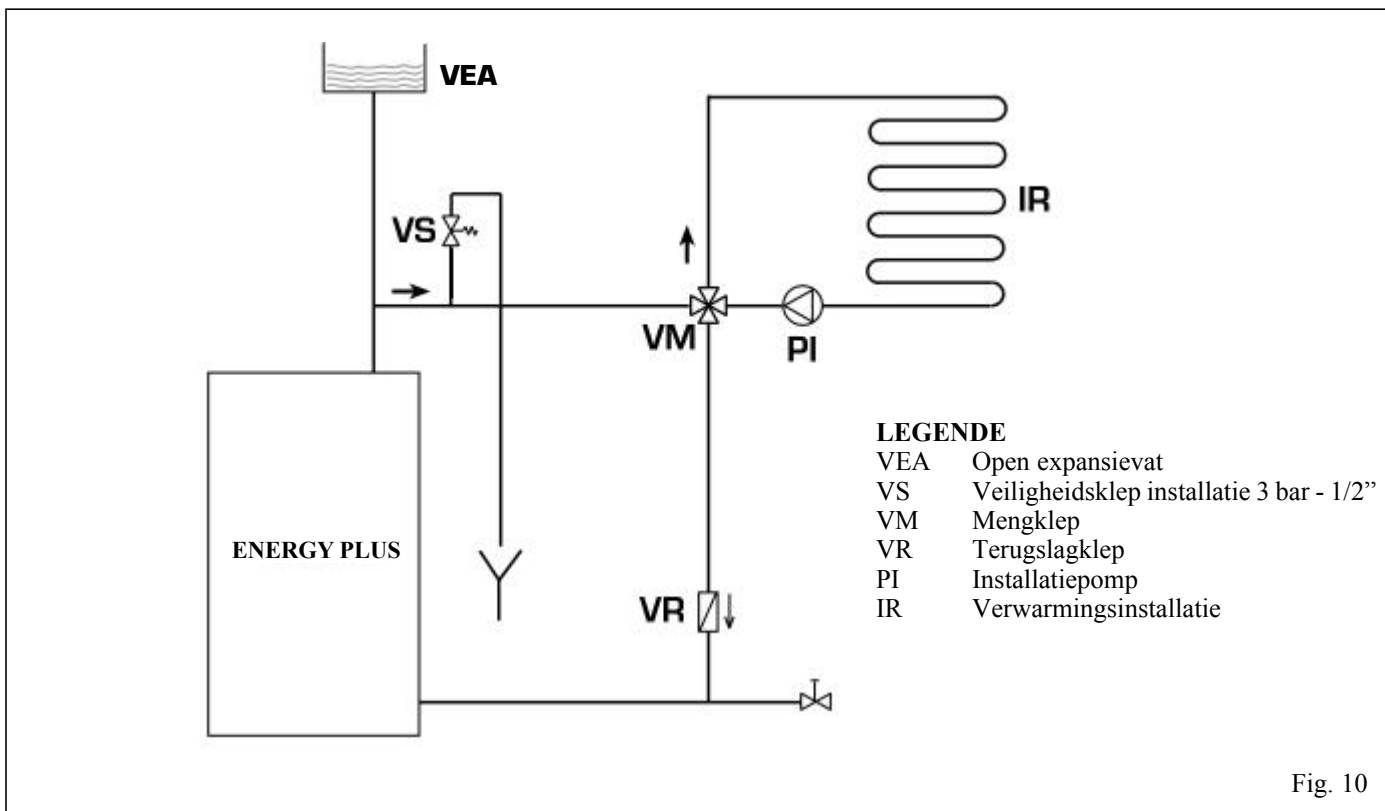 VEA
VS
IR
VM
PI
ENERGY PLUS
VR
LEGENDE
VEA Open expansievat
VS Veiligheidsklep installatie 3 bar - 1/2”
VM Mengklep
VR Terugslagklep
PI Installatiepomp
IR Verwarmingsinstallatie
Fig. 10